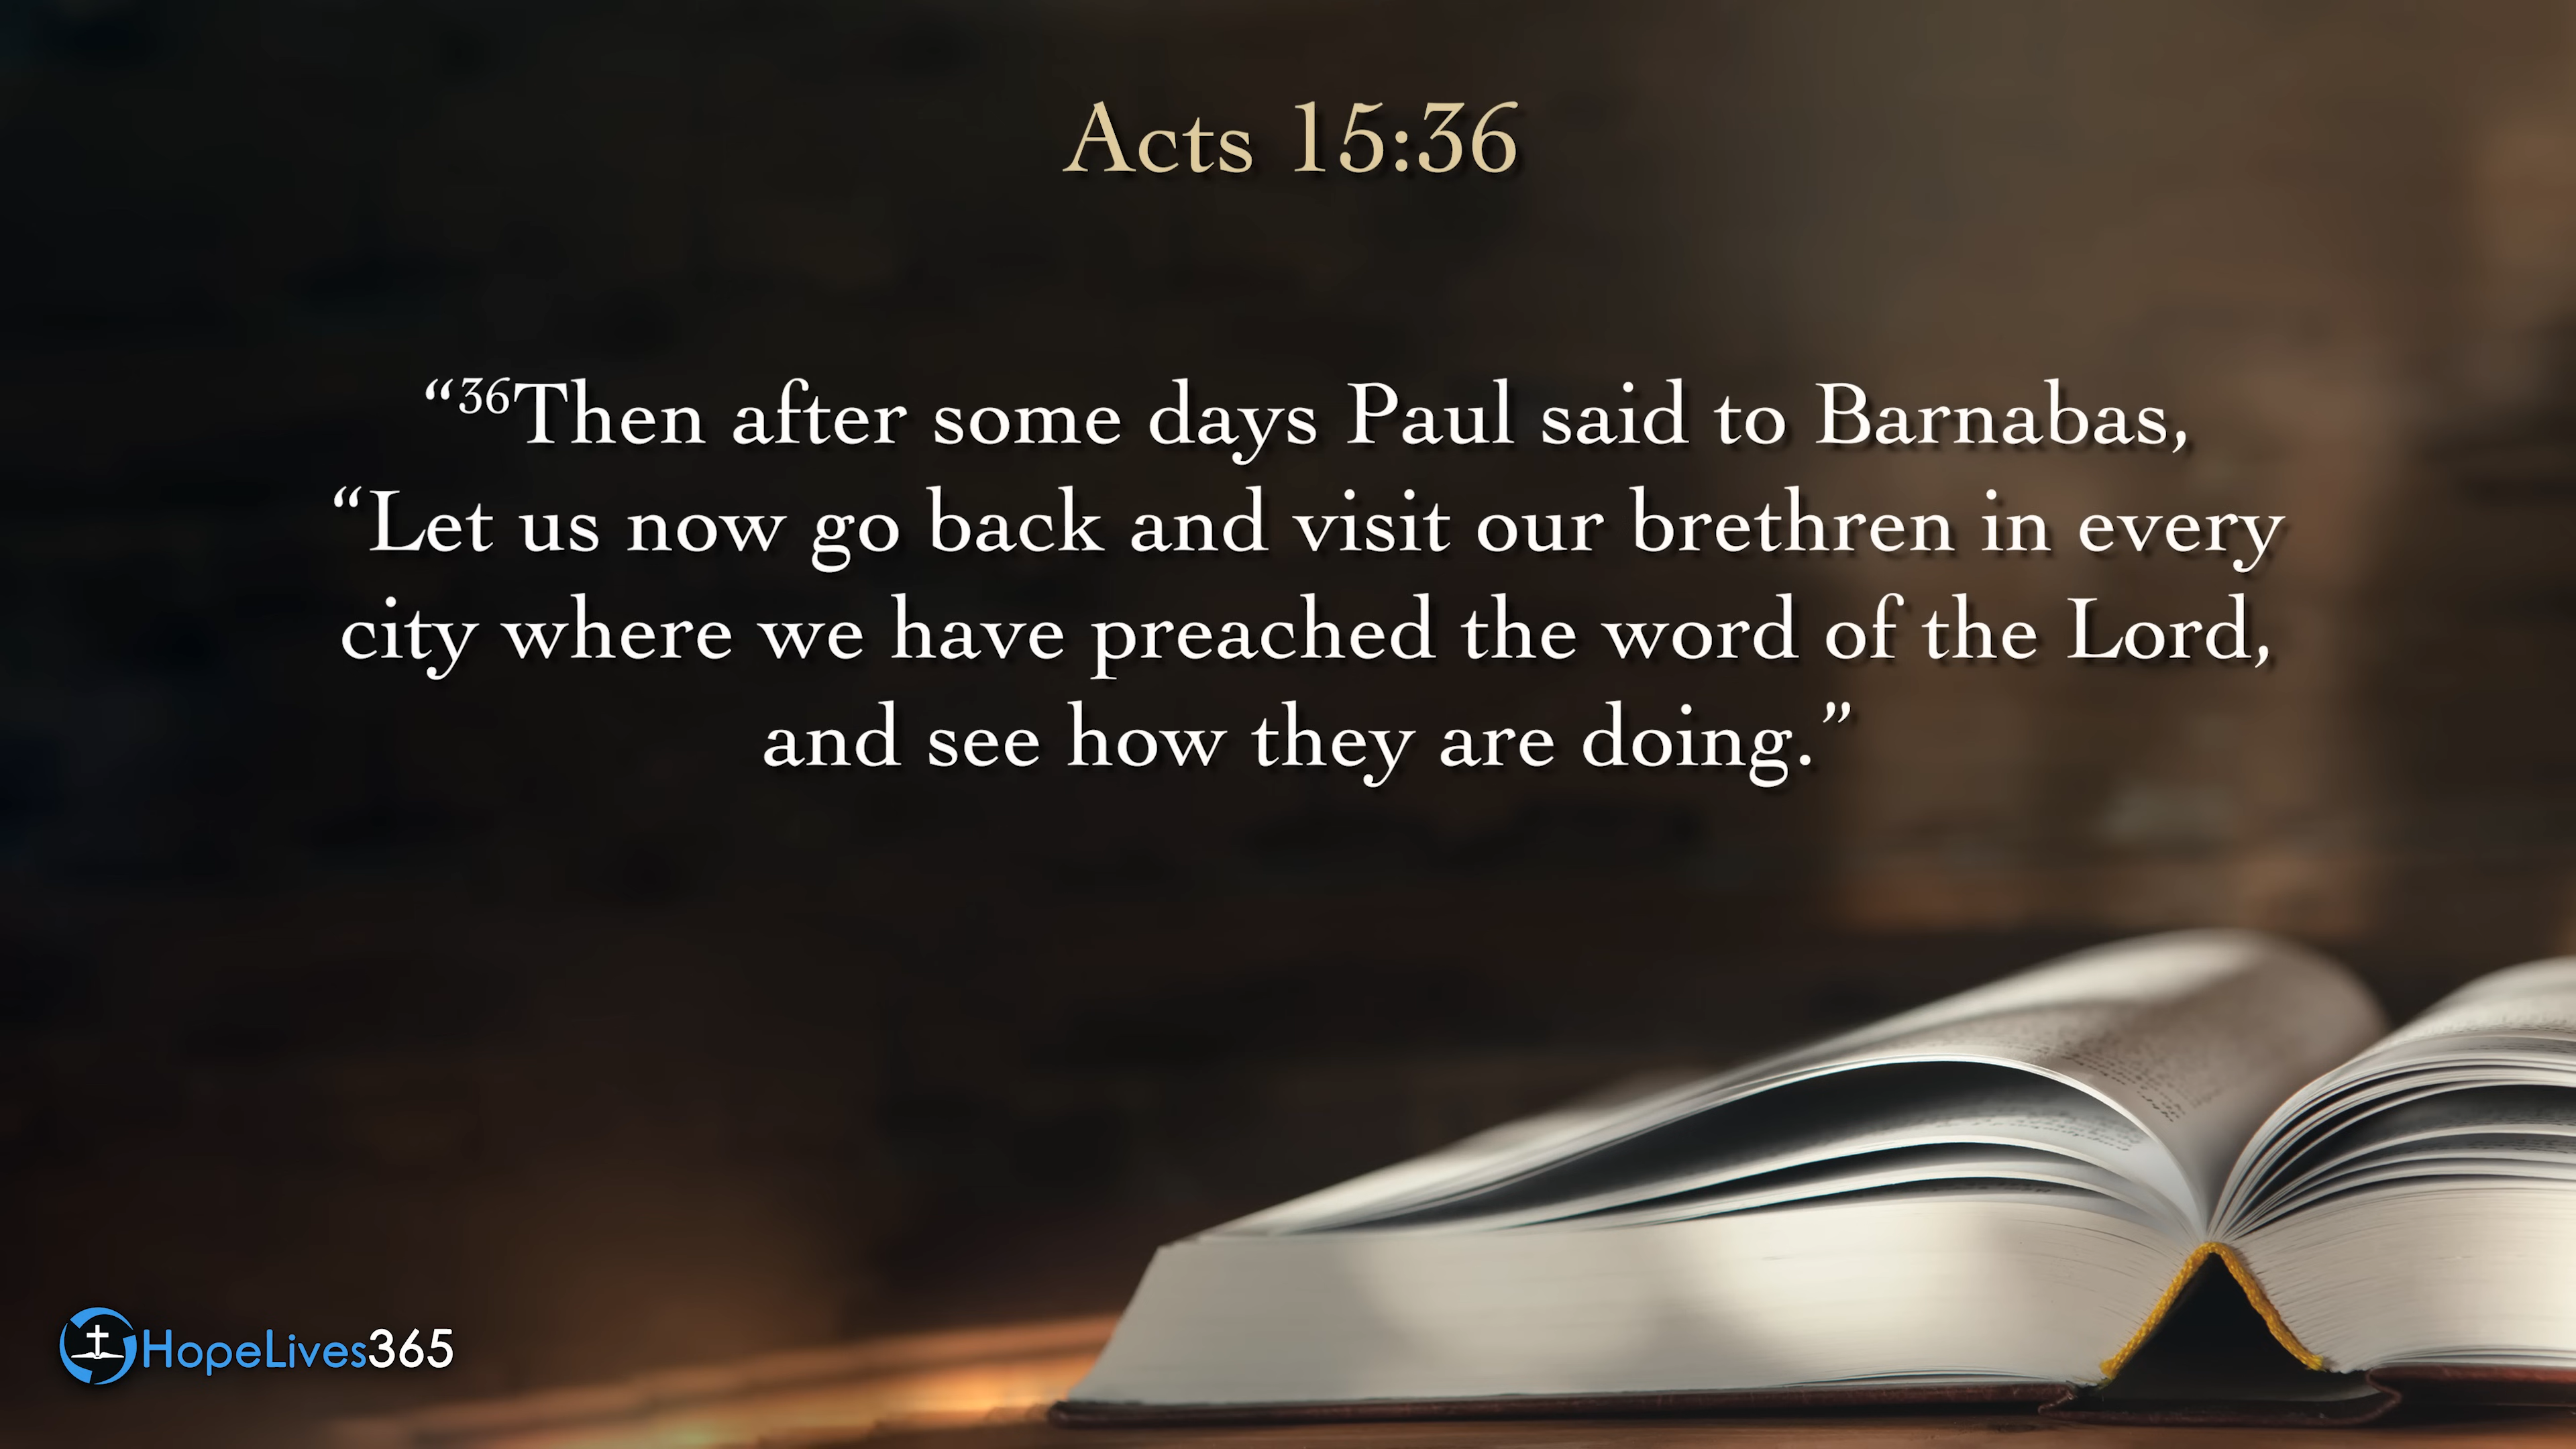 Acts 15:36
“³⁶Then after some days Paul said to Barnabas,
“Let us now go back and visit our brethren in every
city where we have preached the word of the Lord,
and see how they are doing.”
HopeLives365